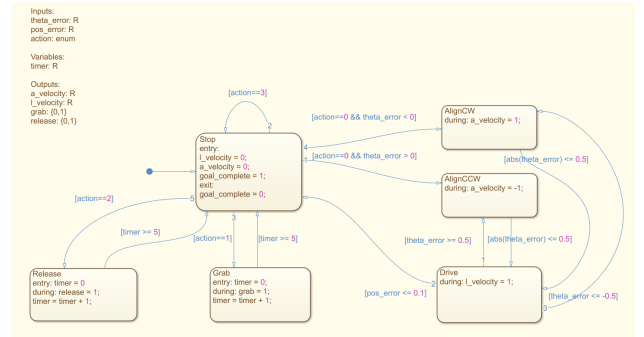 Inputs:
theta_error: R
pos_error: R
action: enum
Variables:
timer: R
Outputs:
a_velocity: R
l_velocity: R
grab: {0,1}
release: {0,1}
[action==3]
2
Stop
entry:
l_velocity = 0;
a_velocity = 0;
goal_complete = 1;
exit:
goal_complete = 0;
4
[action==0 && theta_error < 0]
1
[action==0 && theta_error > 0]
AlignCW
during: a_velocity = 1;
[abs(theta_error) <= 0.5]
AlignCCW
during: a_velocity = -1;
[action==2]
5
3
[timer >= 5]
[action==1]
[timer >= 5]
[theta_error >= 0.5]
[abs(theta_error) <= 0.5]
1
Release
entry: timer = 0
during: release = 1;
timer = timer + 1;
Grab
entry: timer = 0;
during: grab = 1;
timer = timer + 1;
[pos_error <= 0.1]
2
Drive
during: l_velocity = 1;
3
[theta_error <= -0.5]